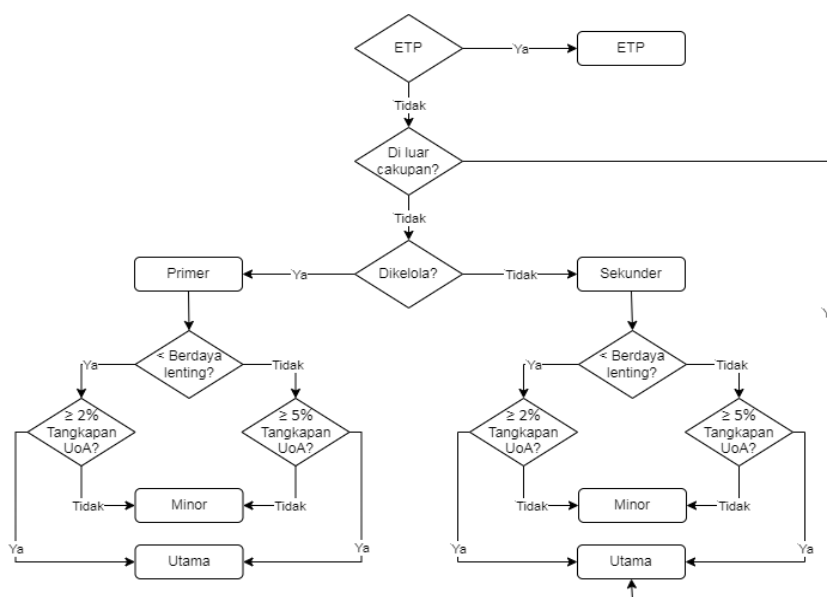 ETP
Ya
ETP
Tidak
Di luar
cakupan?
Tidak
Primer
Ya
Dikelola?
Tidak
Sekunder
Y
Ya
< Berdaya
lenting?
Tidak
Ya
< Berdaya
lenting?
Tidak
≥ 2%
Tangkapan
UoA?
≥ 5%
Tangkapan
UoA?
≥ 2%
Tangkapan
UoA?
≥ 5%
Tangkapan
UoA?
Tidak
Minor
Tidak
Tidak
Minor
Tidak
Ya
Utama
Ya
Ya
Utama
Ya